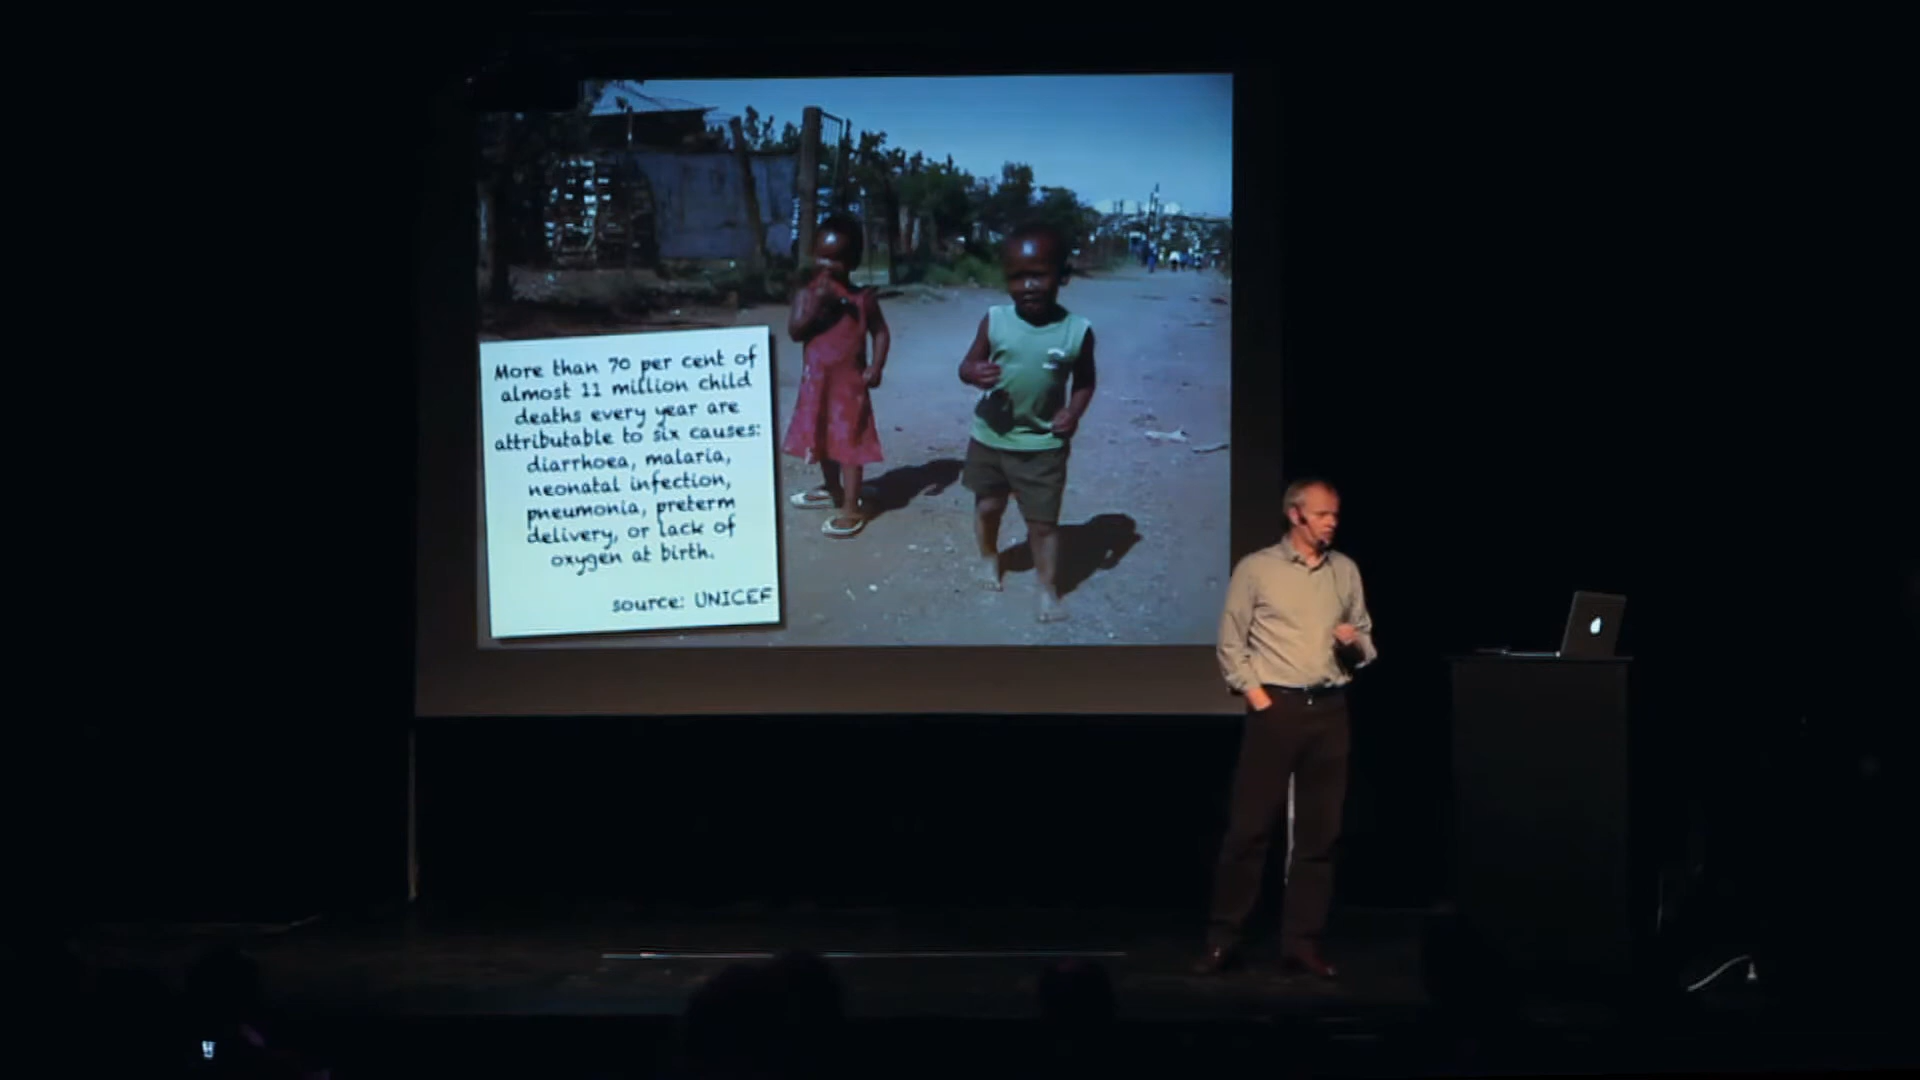 More than 70 per cent of
almost 11 million child
deaths every year are
attributable to six causes:
diarrhoea, malaria,
neonatal infection,
pneumonia, preterm
delivery, or lack of
oxygen at birth.
source: UNICEF